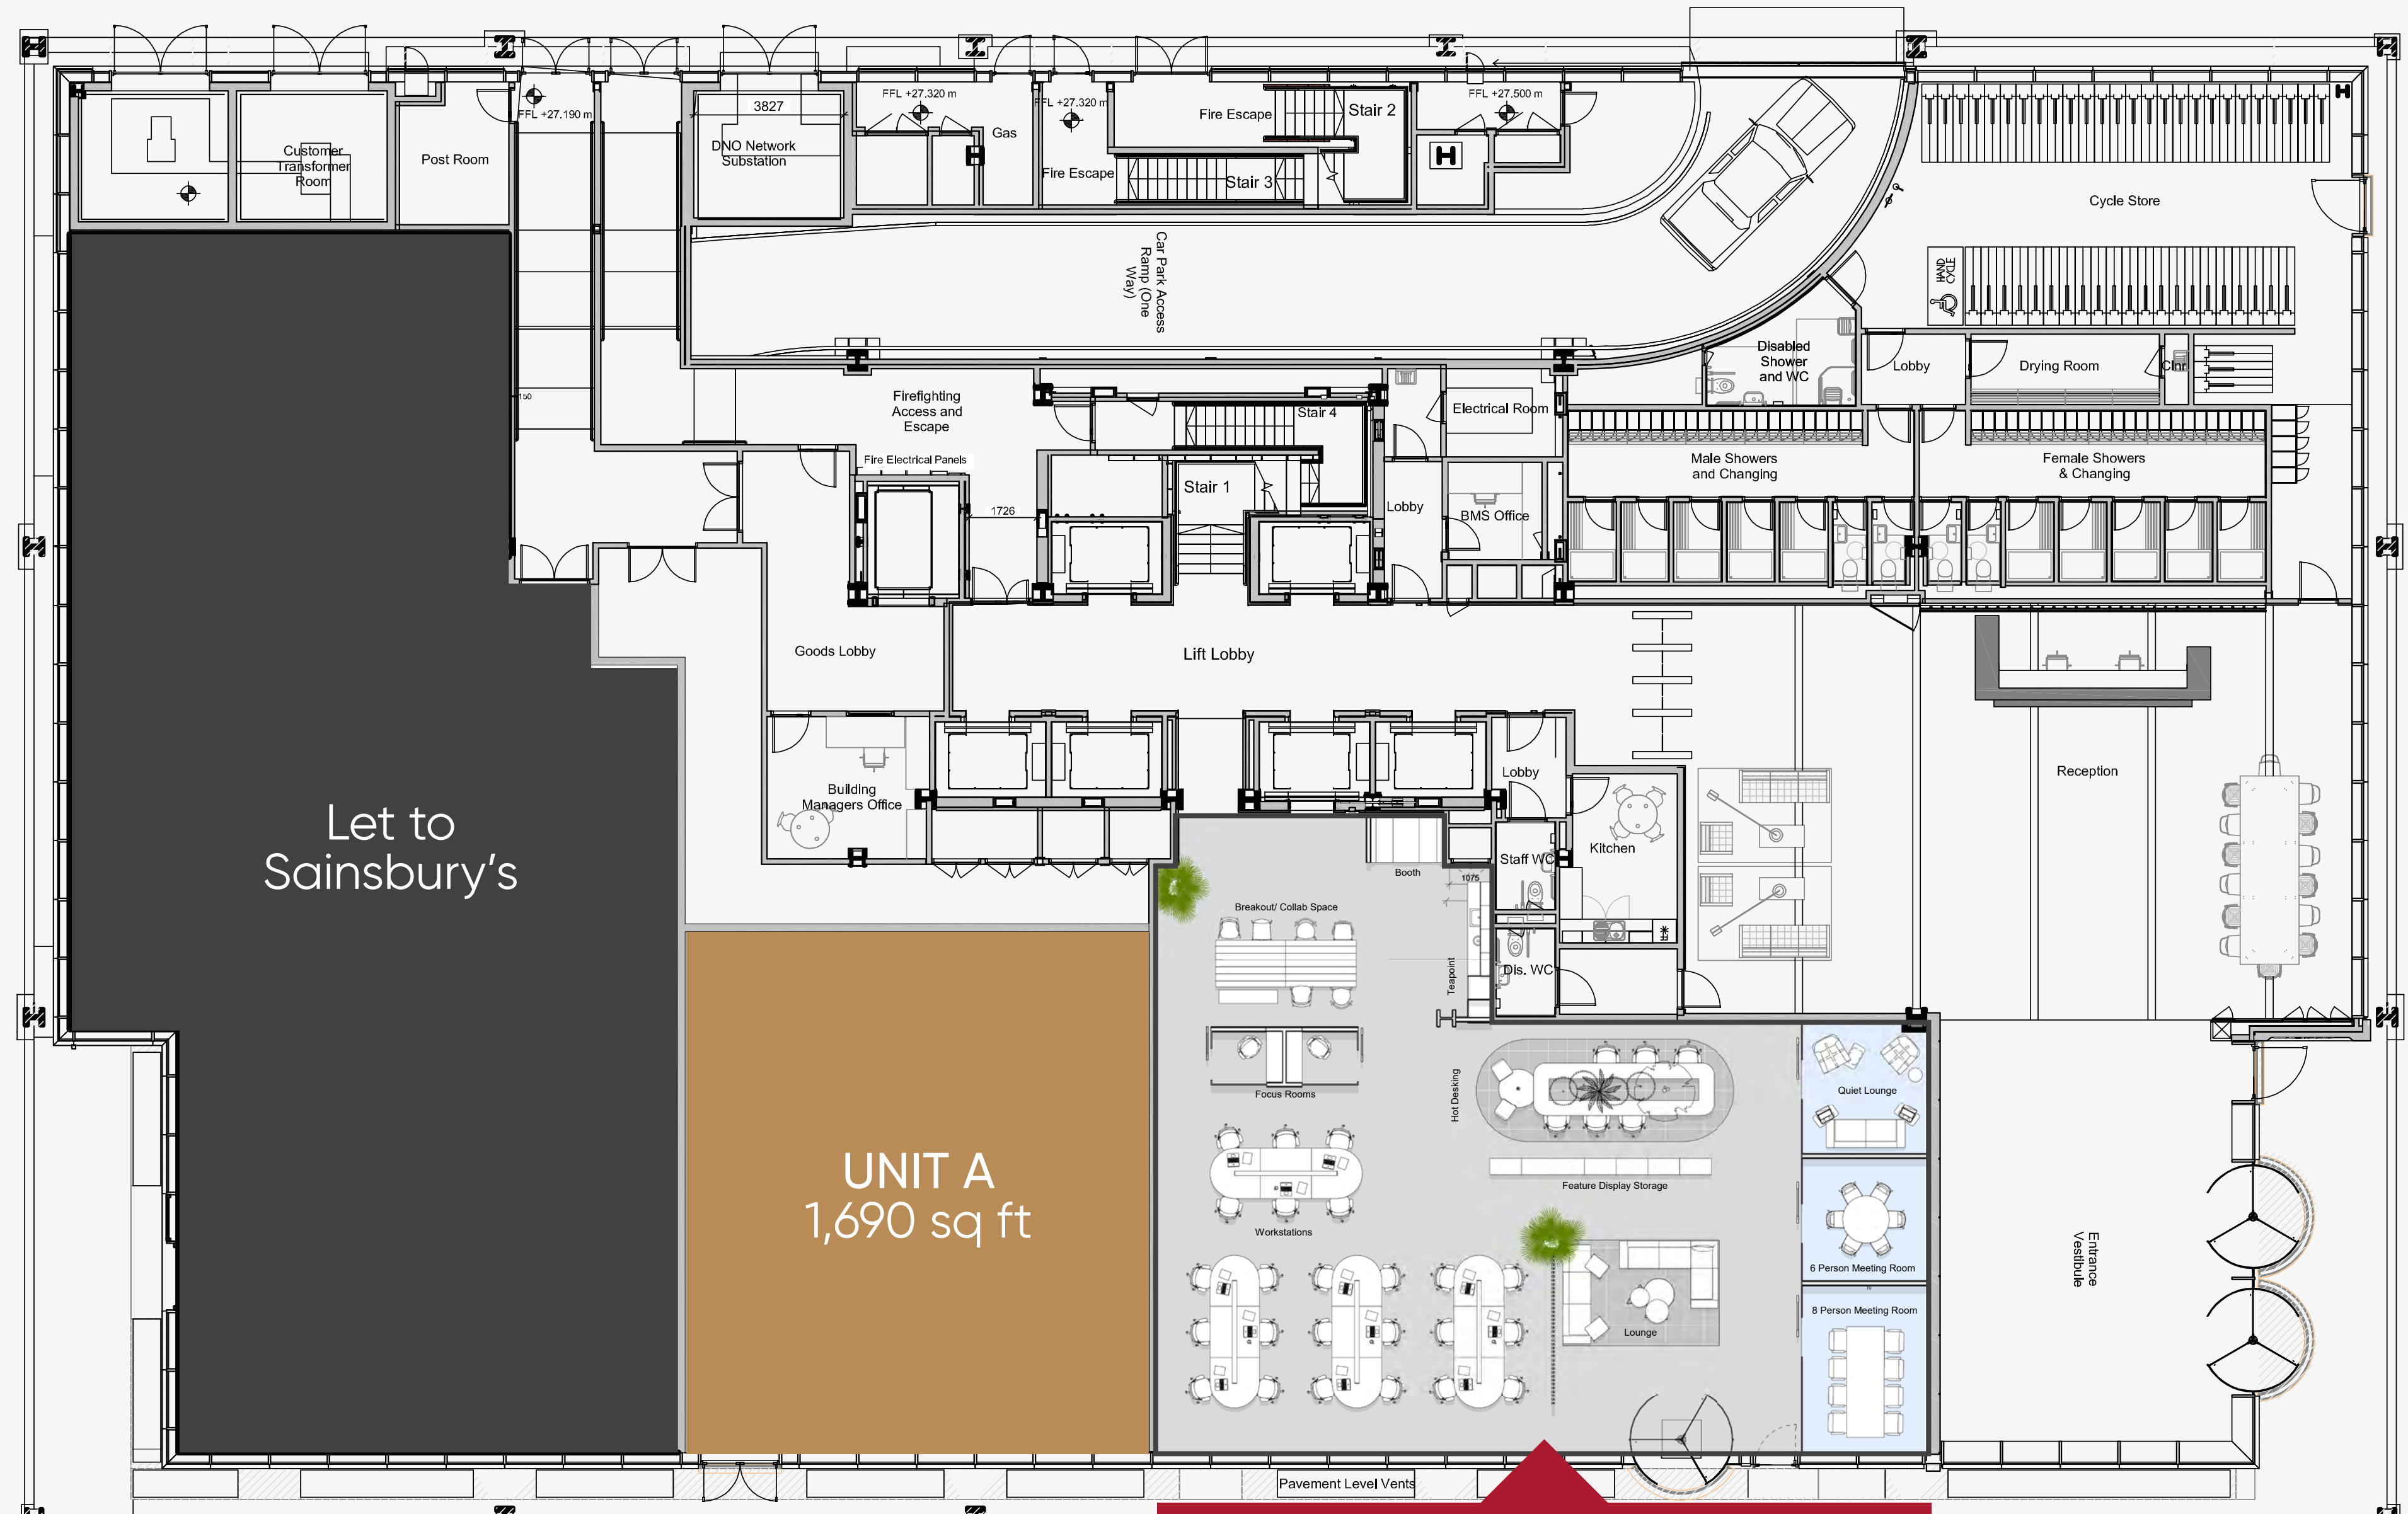 FFL +27.190 m
3827
FFL +27.320 m
FFL +27.320 m
FFL +27.500 m
Customer
Transformer
Room
Post Room
DNO Network
Substation
Gas
Fire Escape
Fire Escape
Stair 2
Stair 3
Cycle Store
Car Park Access
Ramp (One
Way)
HAND
CYCLE
Disabled
Shower
and WC
Lobby
Drying Room
Clnr
150
Firefighting
Access and
Escape
Fire Electrical Panels
Stair 4
Electrical Room
Stair 1
1726
Lobby
BMS Office
Male Showers
and Changing
Female Showers
& Changing
Goods Lobby
Lift Lobby
Building
Managers Office
Lobby
Reception
Let to
Sainsbury's
Staff WC
Kitchen
Booth
1075
Breakout/ Collab Space
Teapoint
Dis. WC
Focus Rooms
Hot Desking
Quiet Lounge
UNIT A
1,690 sq ft
Feature Display Storage
Workstations
6 Person Meeting Room
8 Person Meeting Room
Lounge
Entrance
Vestibule
Pavement Level Vents